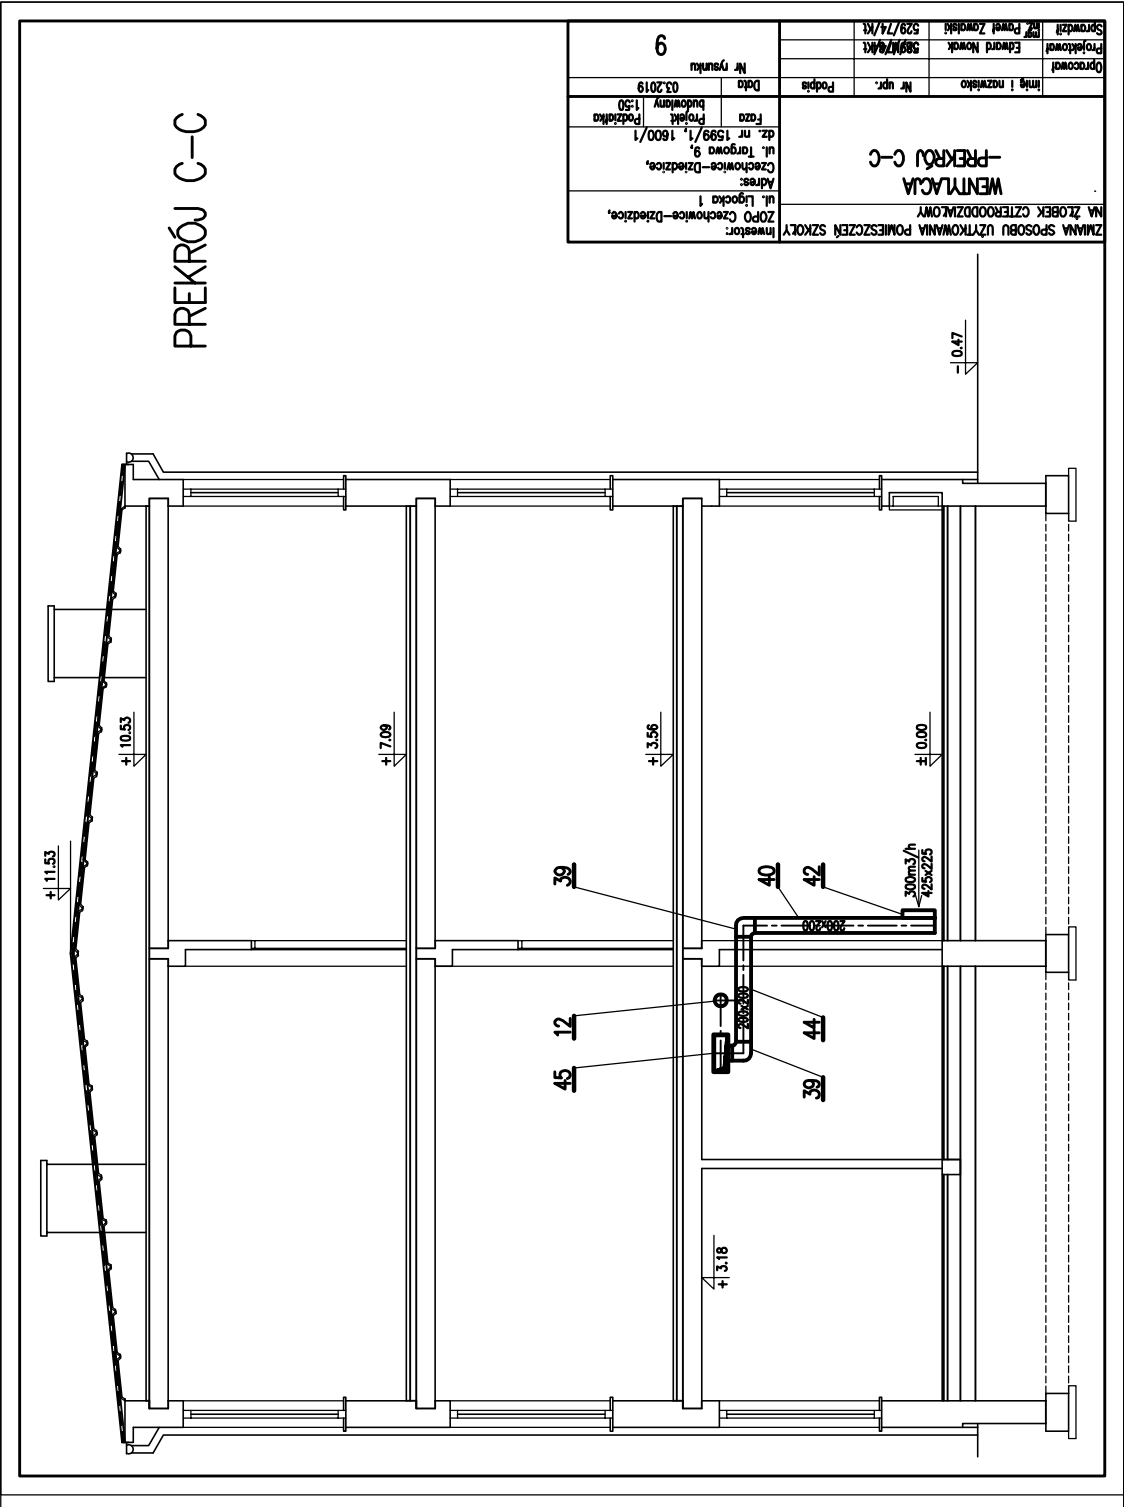 PREKRÓJ C–C
+ 11.53
+ 10.53
+ 7.09
+ 3.56
± 0.00
– 0.47
+ 3.18
39
40
42
300m3/h
425x225
200x200
200x200
12
44
45
39
ZMIANA SPOSOBU UŻYTKOWANIA POMIESZCZEŃ SZKOŁY
NA ŻŁOBEK CZTEROODDZIAŁOWY
WENTYLACJA
–PREKRÓJ C–C
Inwestor:
ZOPO Czechowice–Dziedzice,
ul. Ligocka 1
Adres:
Czechowice–Dziedzice,
ul. Targowa 9,
dz. nr 1599/1, 1600/1
Faza
Projekt budowlany
Podziałka
1:50
Data
03.2019
Nr rysunku
9
imię i nazwisko
Nr upr.
Podpis
Opracował
Projektował
Edward Nowak
Sprawdził
mgr inż. Paweł Zawalski
529/74/Kt